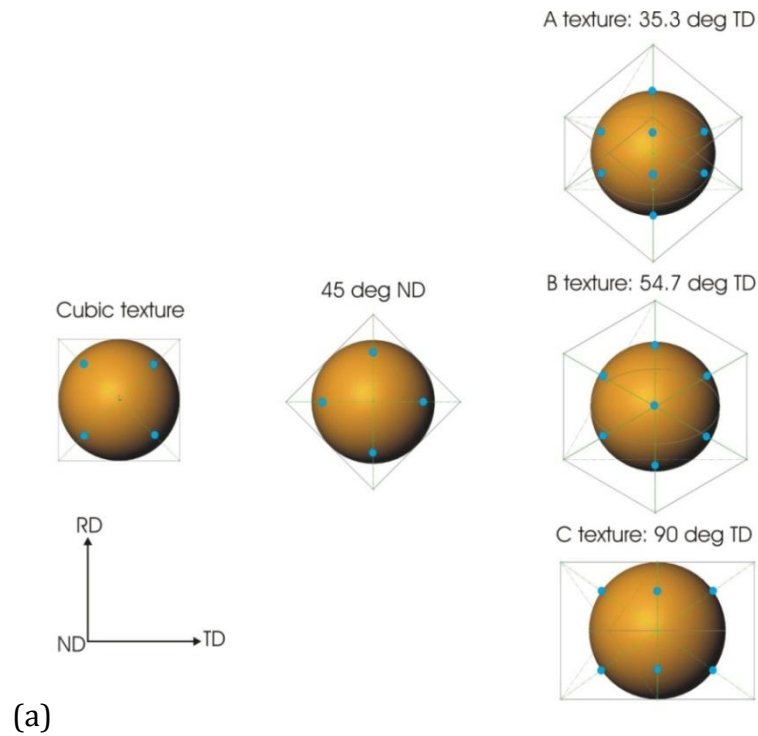 A texture: 35.3 deg TD
Cubic texture
45 deg ND
B texture: 54.7 deg TD
C texture: 90 deg TD
RD
ND
TD
(a)